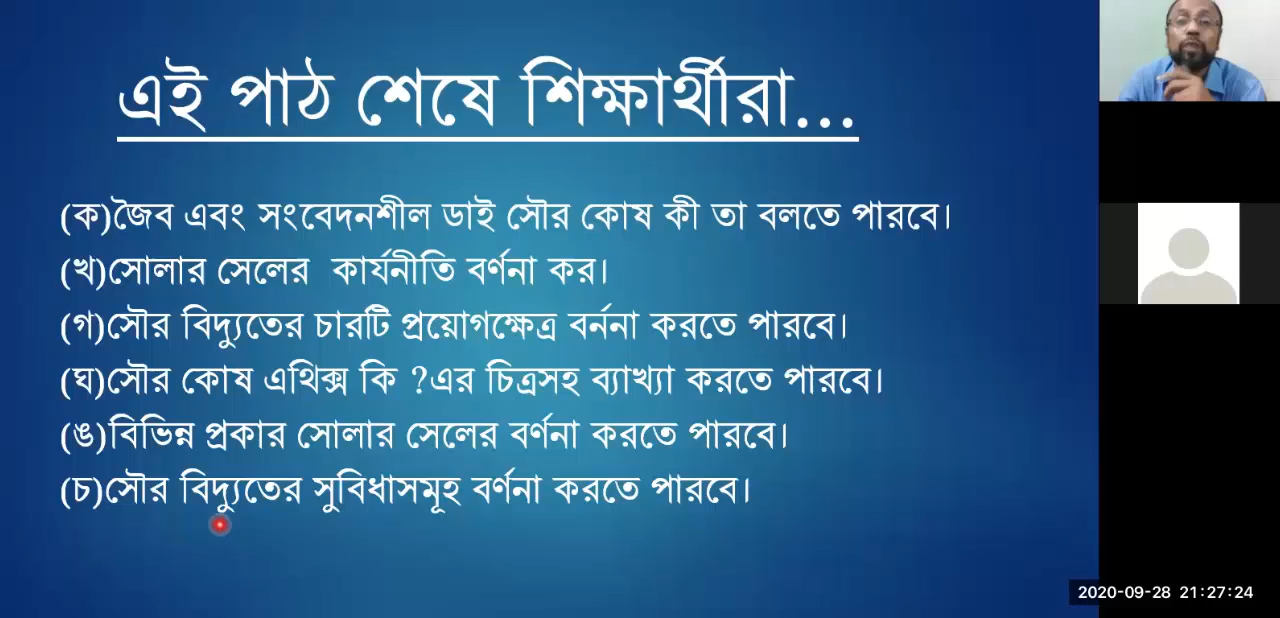 এই পাঠ শেষে শিক্ষার্থীরা...
(ক)জৈব এবং সংবেদনশীল ডাই সৌর কোষ কী তা বলতে পারবে।
(খ)সোলার সেলের কার্যনীতি বর্ণনা কর।
(গ)সৌর বিদ্যুতের চারটি প্রয়োগক্ষেত্র বর্ননা করতে পারবে।
(ঘ)সৌর কোষ এথিক্স কি ?এর চিত্রসহ ব্যাখ্যা করতে পারবে।
(ঙ)বিভিন্ন প্রকার সোলার সেলের বর্ণনা করতে পারবে।
(চ)সৌর বিদ্যুতের সুবিধাসমূহ বর্ণনা করতে পারবে।
2020-09-28 21:27:24